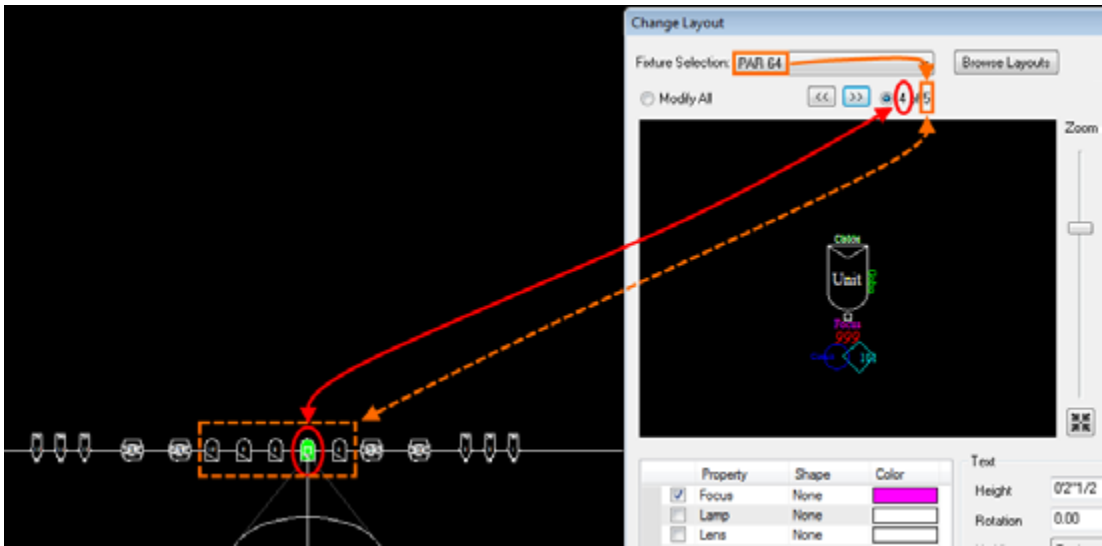 Change Layout
Fixture Selection: PAR 64
Browse Layouts
Modify All
<<
>>
4 of 5
Zoom
Unit
Focus
999
Property Shape Color
Focus None
Lamp None
Lens None
Text
Height 0'2"1/2
Rotation 0.00